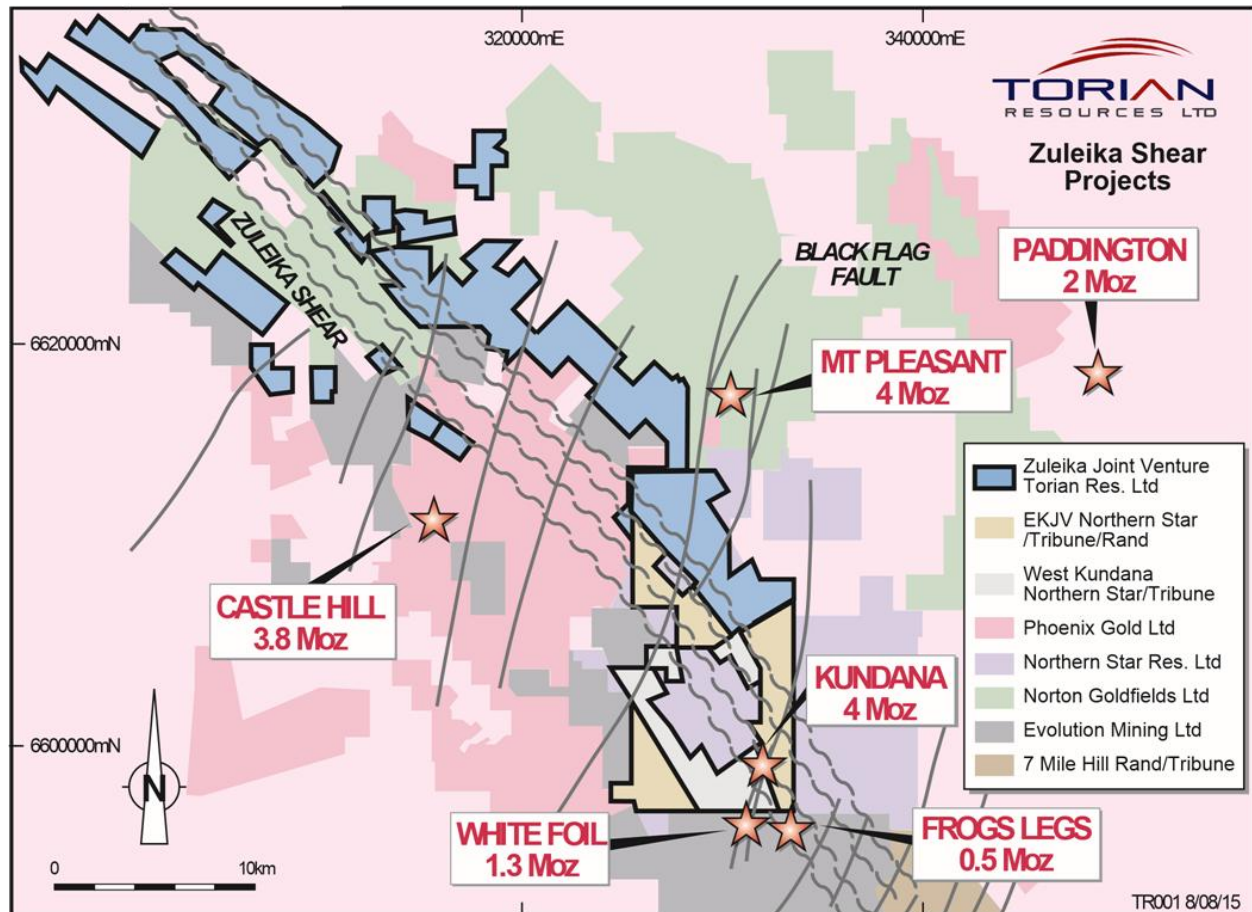 320000mE
340000mE
TORIAN
RESOURCES LTD
Zuleika Shear
Projects
ZULEIKA SHEAR
BLACK FLAG
FAULT
PADDINGTON
2 Moz
6620000mN
MT PLEASANT
4 Moz
CASTLE HILL
3.8 Moz
KUNDANA
4 Moz
6600000mN
WHITE FOIL
1.3 Moz
FROGS LEGS
0.5 Moz
Zuleika Joint Venture
Torian Res. Ltd
EKJV Northern Star
/Tribune/Rand
West Kundana
Northern Star/Tribune
Phoenix Gold Ltd
Northern Star Res. Ltd
Norton Goldfields Ltd
Evolution Mining Ltd
7 Mile Hill Rand/Tribune
N
0 10km
TR001 8/08/15